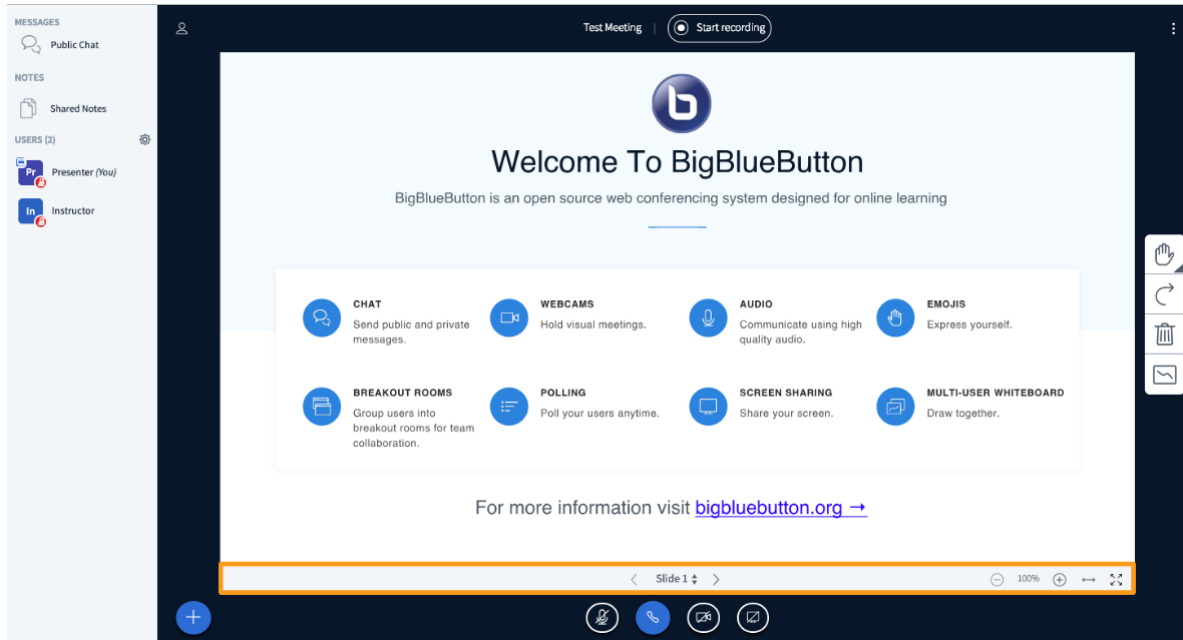 MESSAGES
Public Chat
NOTES
Shared Notes
USERS (2)
Pr Presenter (You)
In Instructor
Test Meeting | Start recording
b
Welcome To BigBlueButton
BigBlueButton is an open source web conferencing system designed for online learning
CHAT
Send public and private
messages.
WEBCAMS
Hold visual meetings.
AUDIO
Communicate using high
quality audio.
EMOJIS
Express yourself.
BREAKOUT ROOMS
Group users into
breakout rooms for team
collaboration.
POLLING
Poll your users anytime.
SCREEN SHARING
Share your screen.
MULTI-USER WHITEBOARD
Draw together.
For more information visit bigbluebutton.org →
Slide 1
100%